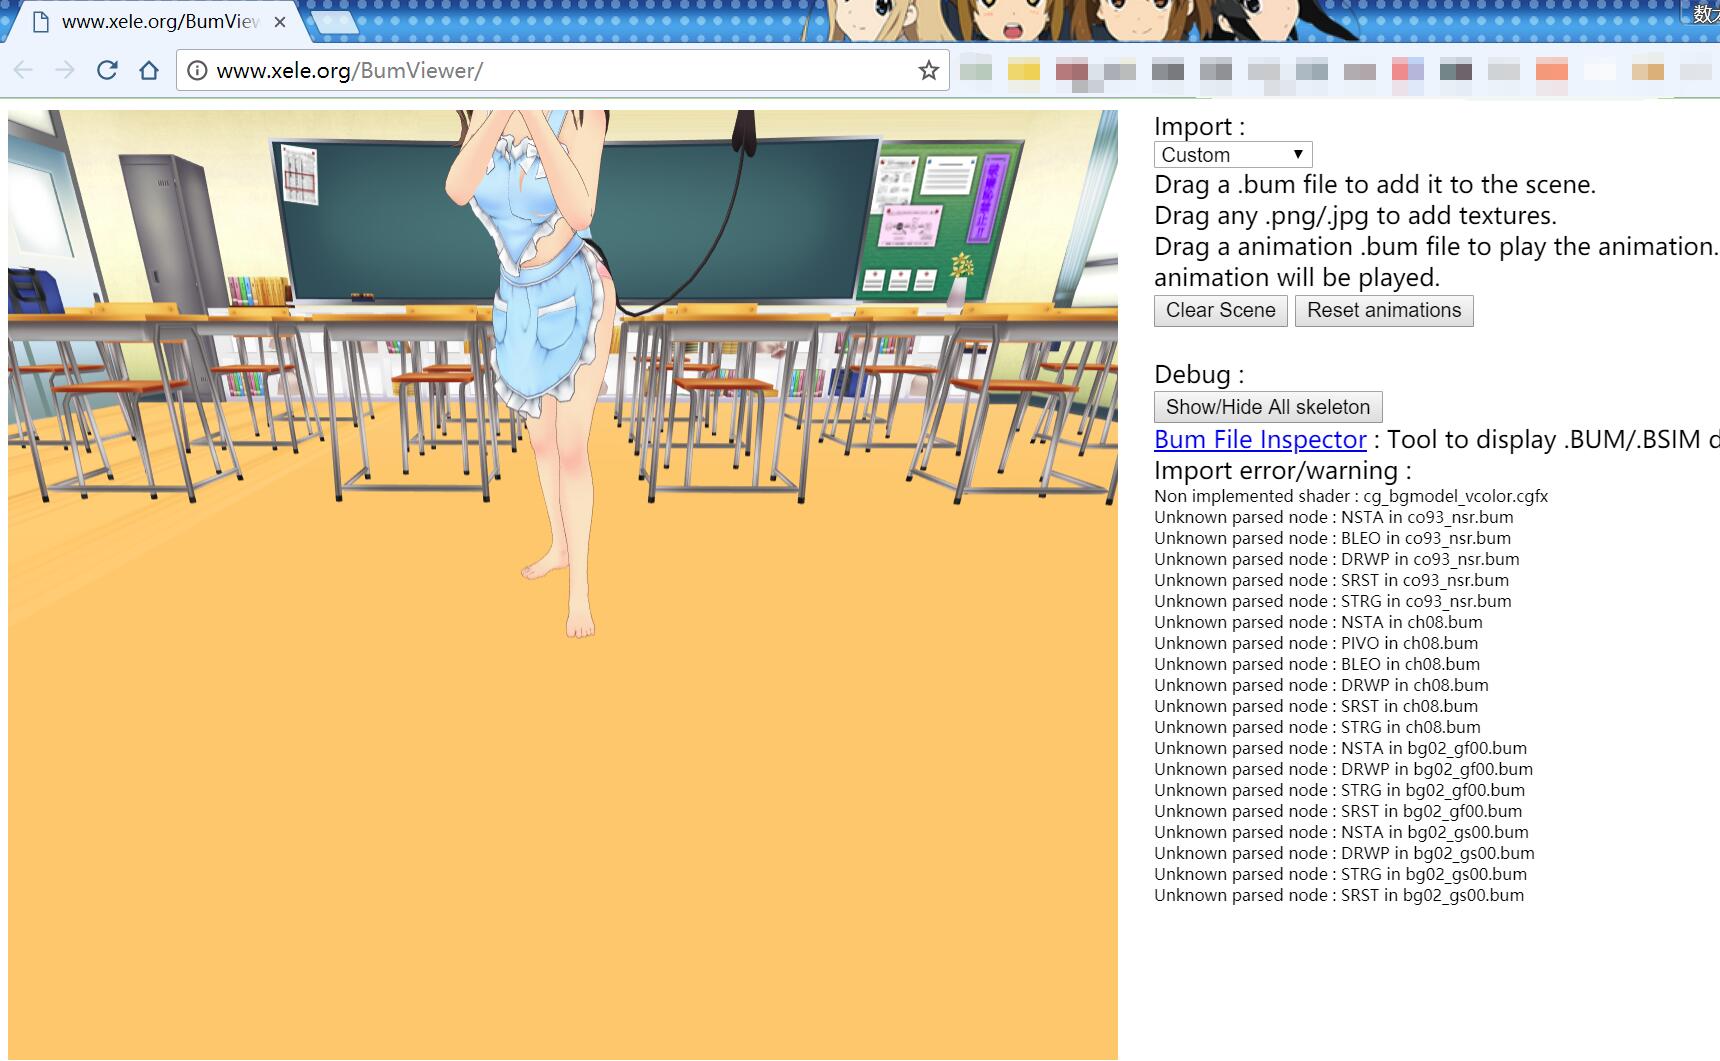 www.xele.org/BumView
数
www.xele.org/BumViewer/
Import :
Custom
Drag a .bum file to add it to the scene.
Drag any .png/.jpg to add textures.
Drag a animation .bum file to play the animation.
animation will be played.
Clear Scene Reset animations
Debug :
Show/Hide All skeleton
Bum File Inspector : Tool to display .BUM/.BSIM
Import error/warning :
Non implemented shader : cg_bgmodel_vcolor.cgfx
Unknown parsed node : NSTA in co93_nsr.bum
Unknown parsed node : BLEO in co93_nsr.bum
Unknown parsed node : DRWP in co93_nsr.bum
Unknown parsed node : SRST in co93_nsr.bum
Unknown parsed node : STRG in co93_nsr.bum
Unknown parsed node : NSTA in ch08.bum
Unknown parsed node : PIVO in ch08.bum
Unknown parsed node : BLEO in ch08.bum
Unknown parsed node : DRWP in ch08.bum
Unknown parsed node : SRST in ch08.bum
Unknown parsed node : STRG in ch08.bum
Unknown parsed node : NSTA in bg02_gf00.bum
Unknown parsed node : DRWP in bg02_gf00.bum
Unknown parsed node : STRG in bg02_gf00.bum
Unknown parsed node : SRST in bg02_gf00.bum
Unknown parsed node : NSTA in bg02_gs00.bum
Unknown parsed node : DRWP in bg02_gs00.bum
Unknown parsed node : STRG in bg02_gs00.bum
Unknown parsed node : SRST in bg02_gs00.bum